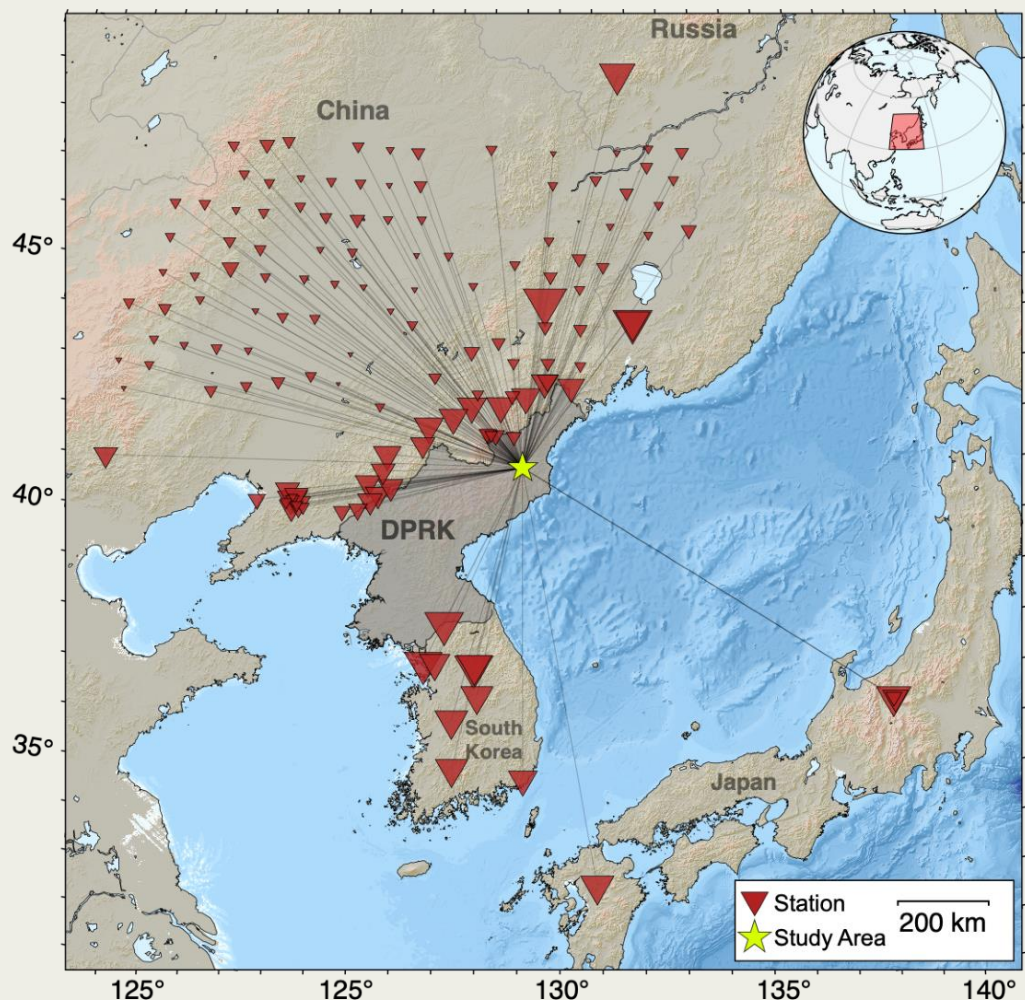 Russia
China
45°
40°
DPRK
35°
South
Korea
Japan
Station
Study Area
200 km
125°
125°
130°
135°
140°